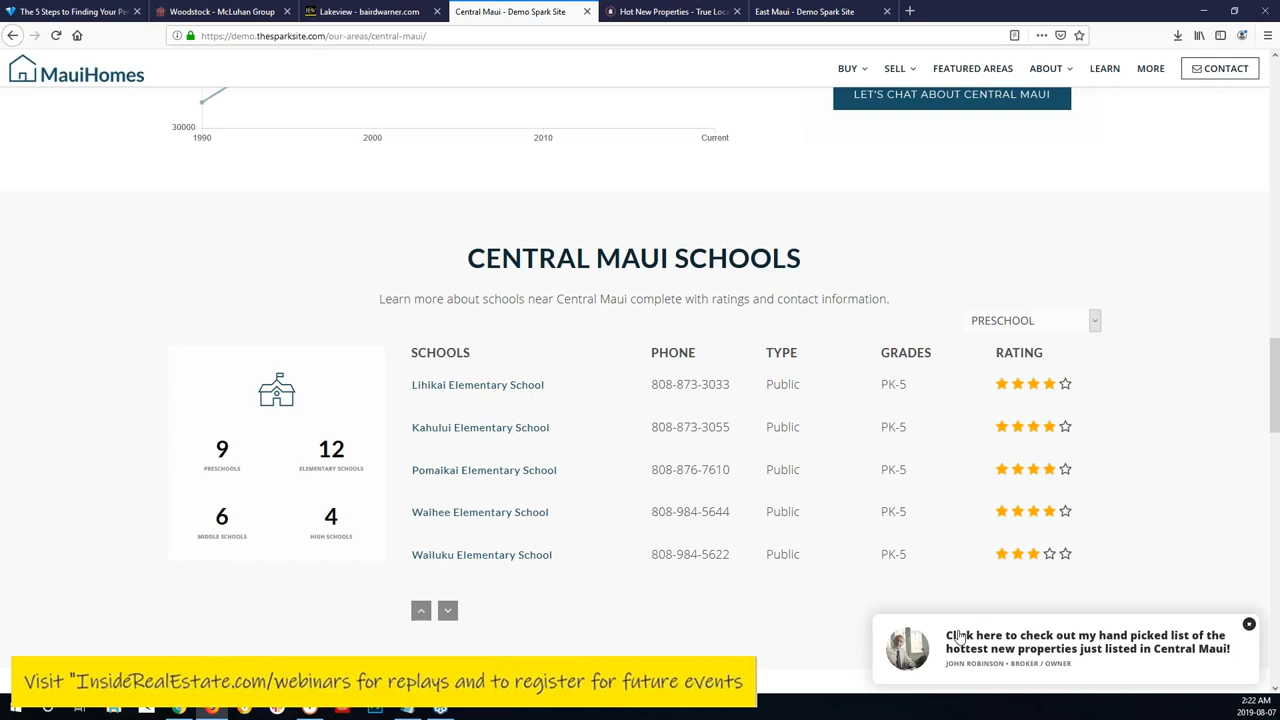 The 5 Steps to Finding Your Per
Woodstock - McLuhan Group
Lakeview - bairdwarner.com
Central Maui - Demo Spark Site
Hot New Properties - True Loca
East Maui - Demo Spark Site
https://demo.thesparksite.com/our-areas/central-maui/
MauiHomes
BUY
SELL
FEATURED AREAS
ABOUT
LEARN
MORE
CONTACT
LET'S CHAT ABOUT CENTRAL MAUI
30000
1990 2000 2010 Current
CENTRAL MAUI SCHOOLS
Learn more about schools near Central Maui complete with ratings and contact information.
PRESCHOOL
SCHOOLS PHONE TYPE GRADES RATING
Lihikai Elementary School 808-873-3033 Public PK-5
Kahului Elementary School 808-873-3055 Public PK-5
Pomaikai Elementary School 808-876-7610 Public PK-5
Waihee Elementary School 808-984-5644 Public PK-5
Wailuku Elementary School 808-984-5622 Public PK-5
9 12
PRESCHOOLS ELEMENTARY SCHOOLS
6 4
MIDDLE SCHOOLS HIGH SCHOOLS
Click here to check out my hand picked list of the
hottest new properties just listed in Central Maui!
JOHN ROBINSON • BROKER / OWNER
Visit "InsideRealEstate.com/webinars for replays and to register for future events
2:22 AM
2019-08-07